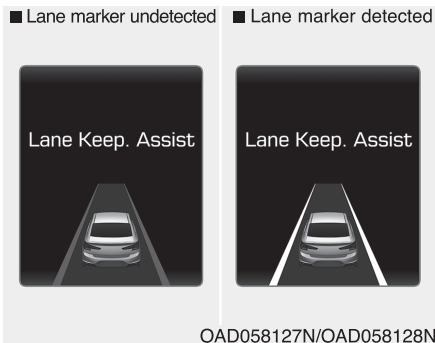 ■ Lane marker undetected
■ Lane marker detected
Lane Keep. Assist
Lane Keep. Assist
OAD058127N/OAD058128N